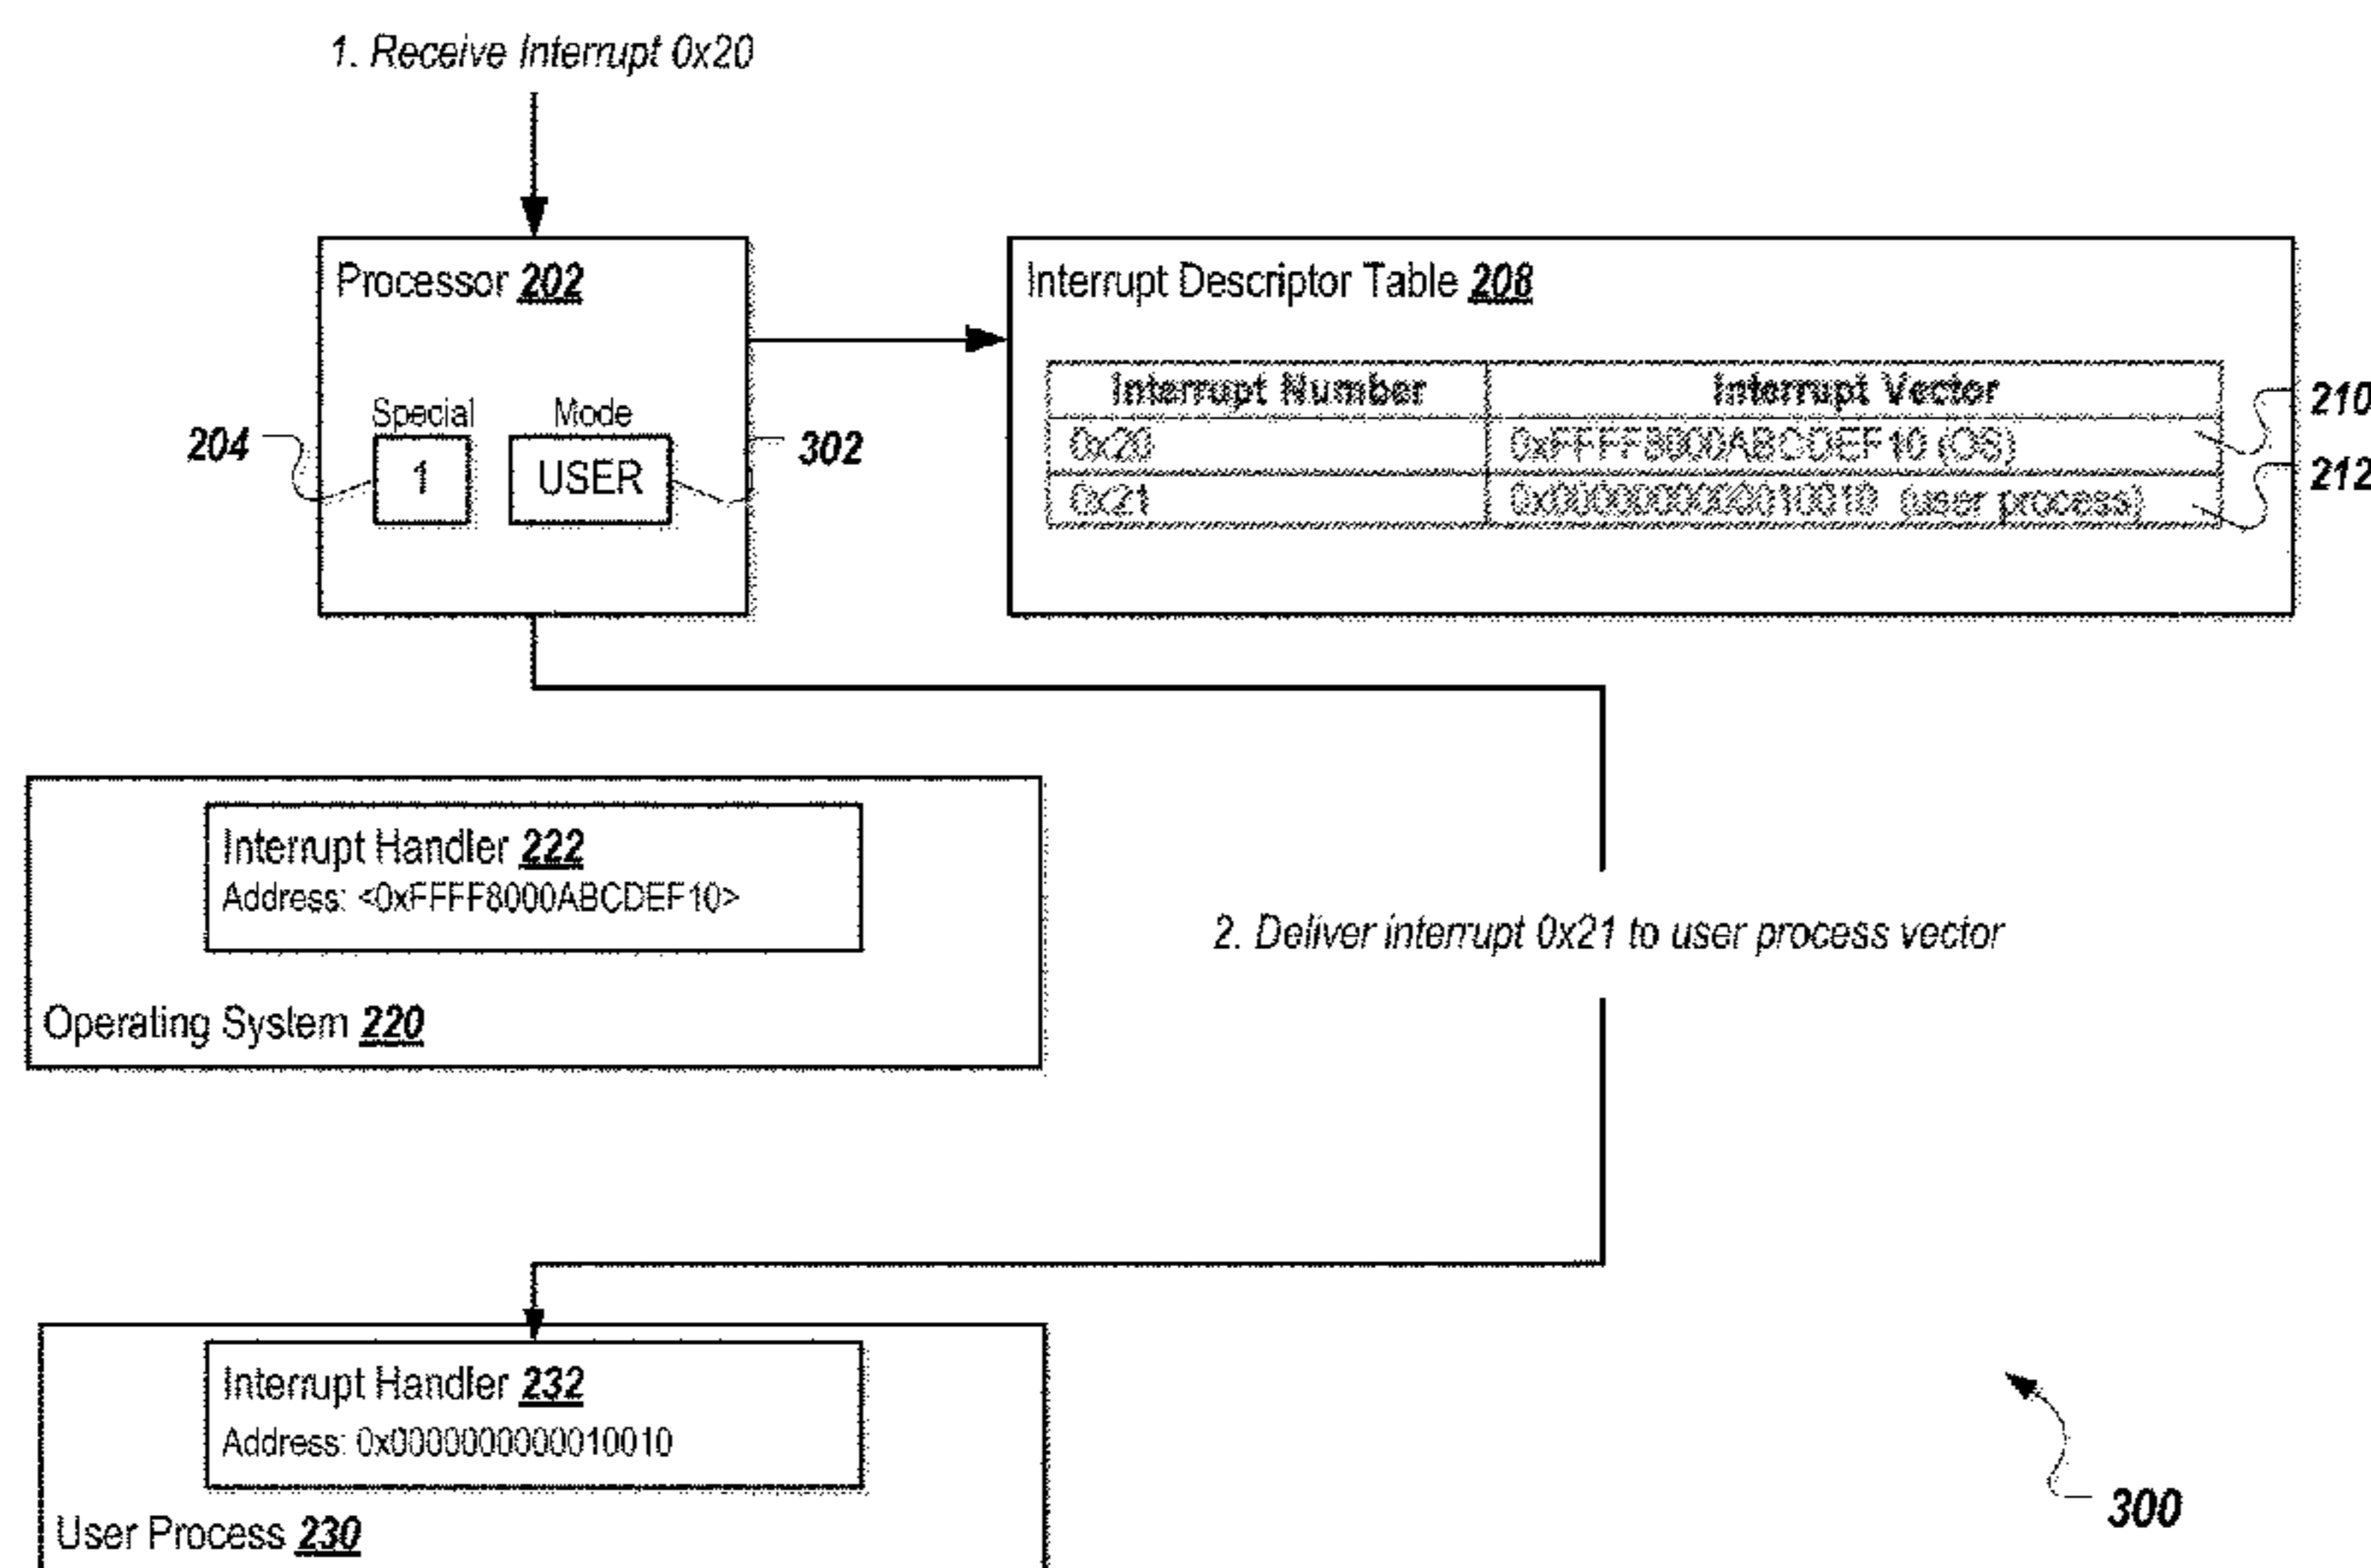 1. Receive Interrupt 0x20
Processor 202
Special Mode
204 1 USER 302
Interrupt Descriptor Table 208
Interrupt Number Interrupt Vector
0x20 0xFFFF8000ABCDEF10 (OS) 210
0x21 0x0000000000010010 (user process) 212
Interrupt Handler 222
Address: <0xFFFF8000ABCDEF10>
Operating System 220
2. Deliver interrupt 0x21 to user process vector
Interrupt Handler 232
Address: 0x0000000000010010
User Process 230
300